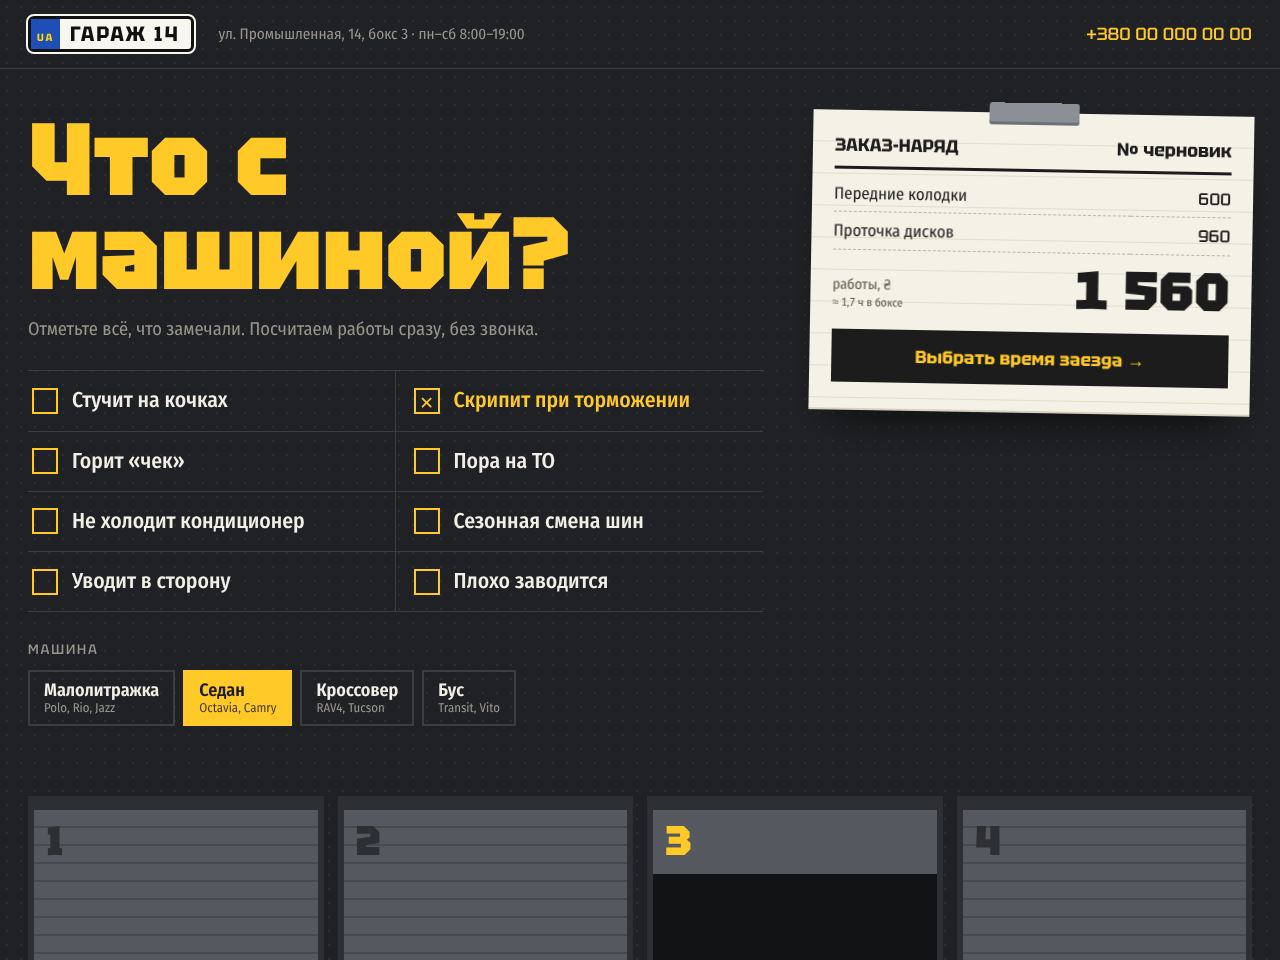 UA ГАРАЖ 14
ул. Промышленная, 14, бокс 3 · пн–сб 8:00–19:00
+380 00 000 00 00
Что с
машиной?
Отметьте всё, что замечали. Посчитаем работы сразу, без звонка.
Стучит на кочках
Скрипит при торможении
Горит «чек»
Пора на ТО
Не холодит кондиционер
Сезонная смена шин
Уводит в сторону
Плохо заводится
МАШИНА
Малолитражка
Polo, Rio, Jazz
Седан
Octavia, Camry
Кроссовер
RAV4, Tucson
Бус
Transit, Vito
ЗАКАЗ-НАРЯД
№ черновик
Передние колодки 600
Проточка дисков 960
работы, ₴
≈ 1,7 ч в боксе
1 560
Выбрать время заезда →
1
2
3
4